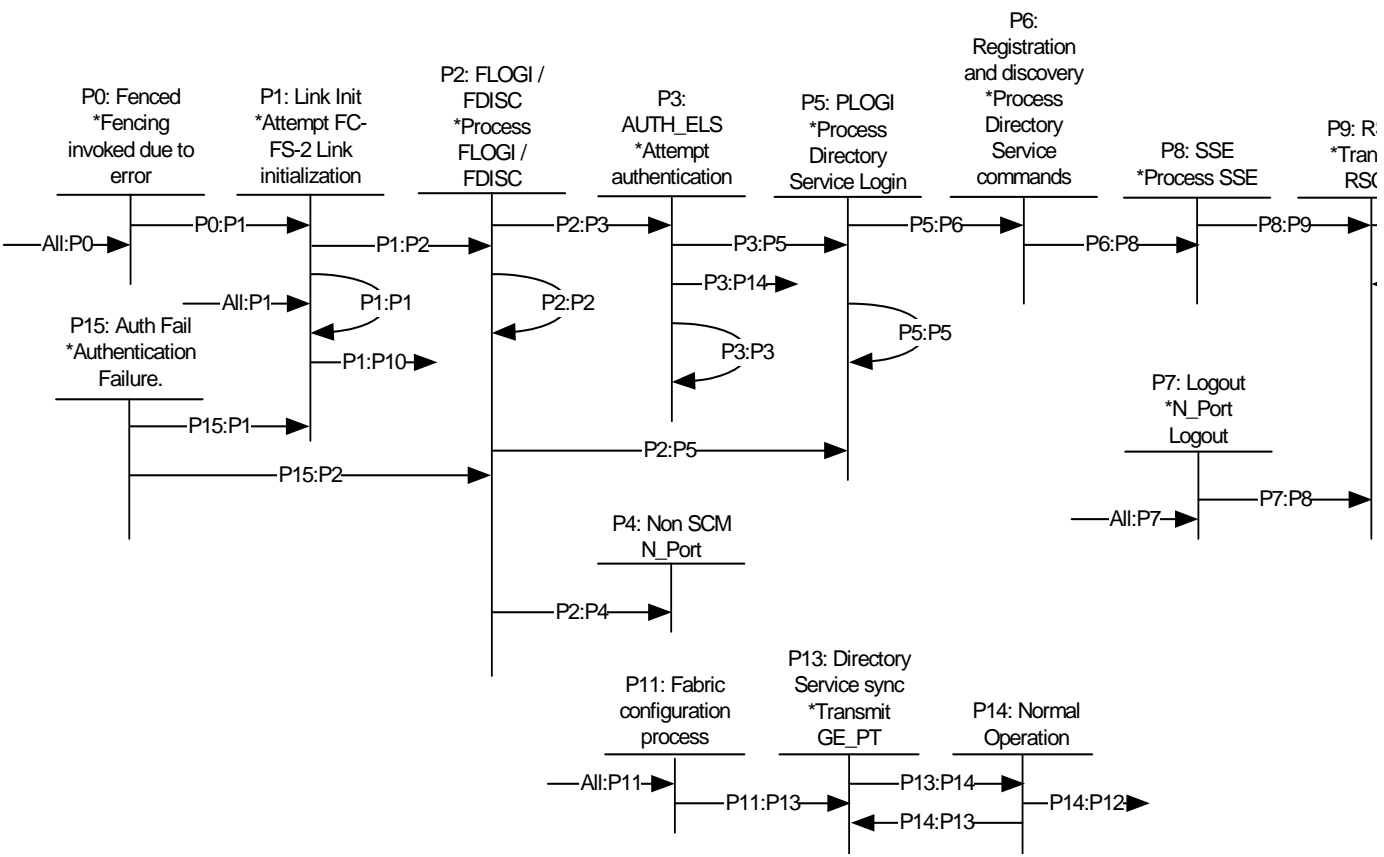 P0: Fenced
*Fencing
invoked due to
error
P1: Link Init
*Attempt FC-
FS-2 Link
initialization
P2: FLOGI /
FDISC
*Process
FLOGI /
FDISC
P3:
AUTH_ELS
*Attempt
authentication
P5: PLOGI
*Process
Directory
Service Login
P6:
Registration
and discovery
*Process
Directory
Service
commands
P8: SSE
*Process SSE
P9:
P0:P1
P2:P3
P5:P6
P8:P9
All:P0
P1:P2
P3:P5
P6:P8
P3:P14
All:P1
P1:P1
P2:P2
P5:P5
P3:P3
P15: Auth Fail
*Authentication
Failure.
P1:P10
P7: Logout
*N_Port
Logout
P15:P1
P2:P5
P15:P2
P7:P8
All:P7
P4: Non SCM
N_Port
P2:P4
P11: Fabric
configuration
process
P13: Directory
Service sync
*Transmit
GE_PT
P14: Normal
Operation
All:P11
P13:P14
P11:P13
P14:P12
P14:P13